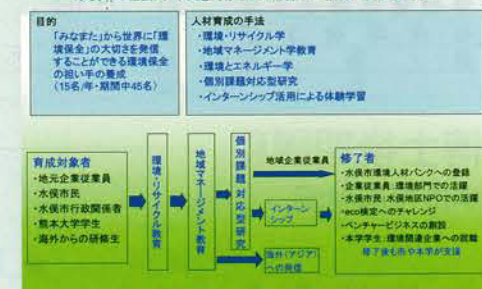 目的
「みなまた」から世界に「環
境保全」の大切さを発信
することができる環境保全
の担い手の養成
(15名/年・期間中45名)
人材育成の手法
・環境・リサイクル学
・地域マネージメント学教育
・環境とエネルギー学
・個別課題対応型研究
・インターンシップ活用による体験学習
育成対象者
・地元企業従業員
・水俣市民
・水俣市行政関係者
・熊本大学学生
・海外からの研修生
環境・リサイクル教育
地域マネージメント教育
個別課題対応型研究
地域企業従業員
インターン
シップ
海外(アジア)
への発信
修了者
・水俣市環境人材バンクへの登録
・企業従業員:環境部門での活躍
・水俣市民:水俣地区NPOでの活躍
・eco検定へのチャレンジ
・ベンチャービジネスの創設
・本学学生:環境関連企業への就職
修了後も市や本学が支援